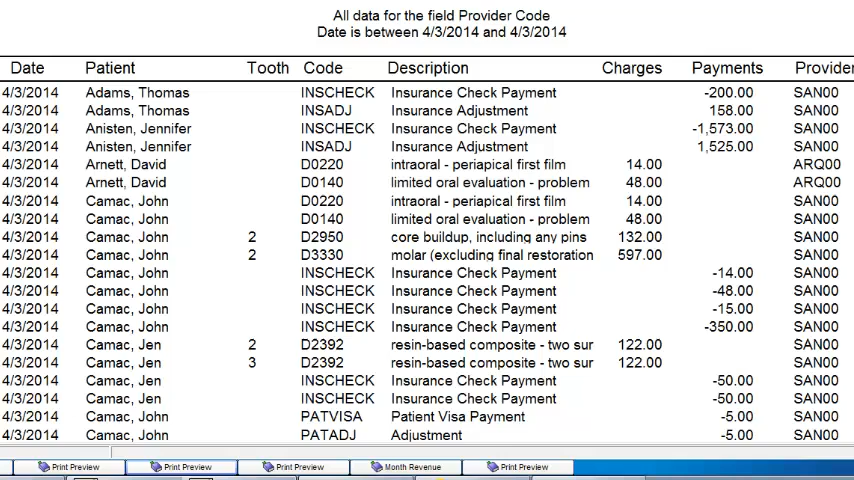 All data for the field Provider Code
Date is between 4/3/2014 and 4/3/2014
Date Patient Tooth Code Description Charges Payments Provider
4/3/2014 Adams, Thomas INSCHECK Insurance Check Payment -200.00 SAN00
4/3/2014 Adams, Thomas INSADJ Insurance Adjustment 158.00 SAN00
4/3/2014 Anisten, Jennifer INSCHECK Insurance Check Payment -1,573.00 SAN00
4/3/2014 Anisten, Jennifer INSADJ Insurance Adjustment 1,525.00 SAN00
4/3/2014 Arnett, David D0220 intraoral - periapical first film 14.00 ARQ00
4/3/2014 Arnett, David D0140 limited oral evaluation - problem 48.00 ARQ00
4/3/2014 Camac, John D0220 intraoral - periapical first film 14.00 SAN00
4/3/2014 Camac, John D0140 limited oral evaluation - problem 48.00 SAN00
4/3/2014 Camac, John 2 D2950 core buildup, including any pins 132.00 SAN00
4/3/2014 Camac, John 2 D3330 molar (excluding final restoration 597.00 SAN00
4/3/2014 Camac, John INSCHECK Insurance Check Payment -14.00 SAN00
4/3/2014 Camac, John INSCHECK Insurance Check Payment -48.00 SAN00
4/3/2014 Camac, John INSCHECK Insurance Check Payment -15.00 SAN00
4/3/2014 Camac, John INSCHECK Insurance Check Payment -350.00 SAN00
4/3/2014 Camac, Jen 2 D2392 resin-based composite - two sur 122.00 SAN00
4/3/2014 Camac, Jen 3 D2392 resin-based composite - two sur 122.00 SAN00
4/3/2014 Camac, Jen INSCHECK Insurance Check Payment -50.00 SAN00
4/3/2014 Camac, Jen INSCHECK Insurance Check Payment -50.00 SAN00
4/3/2014 Camac, John PATVISA Patient Visa Payment -5.00 SAN00
4/3/2014 Camac, John PATADJ Adjustment -5.00 SAN00
Print Preview Print Preview Print Preview Month Revenue Print Preview